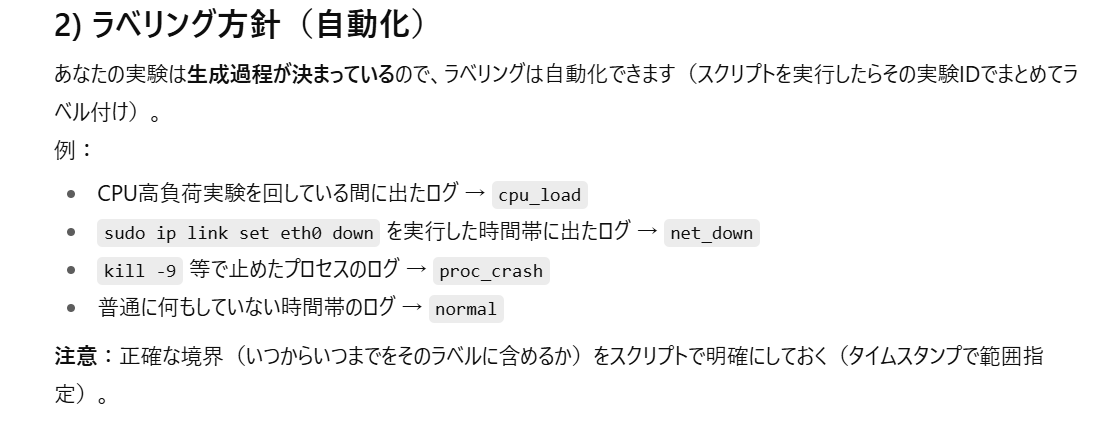 2) ラベリング方針（自動化）
あなたの実験は生成過程が決まっているので、ラベリングは自動化できます（スクリプトを実行したらその実験IDでまとめてラ
ベル付け）。
例：
• CPU高負荷実験を回している間に出たログ → cpu_load
• sudo ip link set eth0 down を実行した時間帯に出たログ → net_down
• kill -9 等で止めたプロセスのログ → proc_crash
• 普通に何もしていない時間帯のログ → normal
注意：正確な境界（いつからいつまでをそのラベルに含めるか）をスクリプトで明確にしておく（タイムスタンプで範囲指
定）。